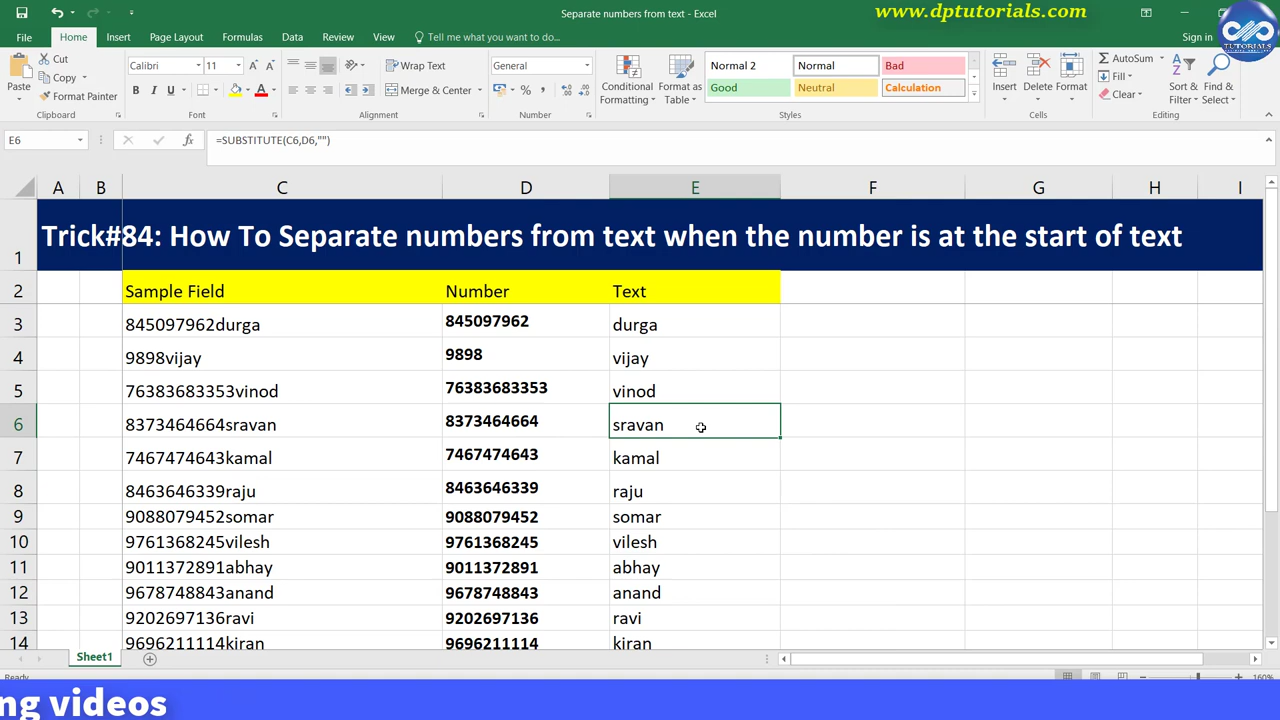 Separate numbers from text - Excel
www.dptutorials.com
TUTORIALS
File Home Insert Page Layout Formulas Data Review View Tell me what you want to do... Sign in
Paste
Cut
Copy
Format Painter
Clipboard
Calibri 11
B I U
Font
Wrap Text
Merge & Center
Alignment
General
Number
Conditional Formatting
Format as Table
Normal 2 Normal Bad
Good Neutral Calculation
Styles
Insert Delete Format
Cells
AutoSum
Fill
Clear
Sort & Filter
Find & Select
Editing
E6 fx =SUBSTITUTE(C6,D6,"")
A B C D E F G H I
1 Trick#84: How To Separate numbers from text when the number is at the start of text
2 Sample Field Number Text
3 845097962durga 845097962 durga
4 9898vijay 9898 vijay
5 76383683353vinod 76383683353 vinod
6 8373464664sravan 8373464664 sravan
7 7467474643kamal 7467474643 kamal
8 8463646339raju 8463646339 raju
9 9088079452somar 9088079452 somar
10 9761368245vilesh 9761368245 vilesh
11 9011372891abhay 9011372891 abhay
12 9678748843anand 9678748843 anand
13 9202697136ravi 9202697136 ravi
14 9696211114kiran 9696211114 kiran
Sheet1
Ready 160%
ng videos